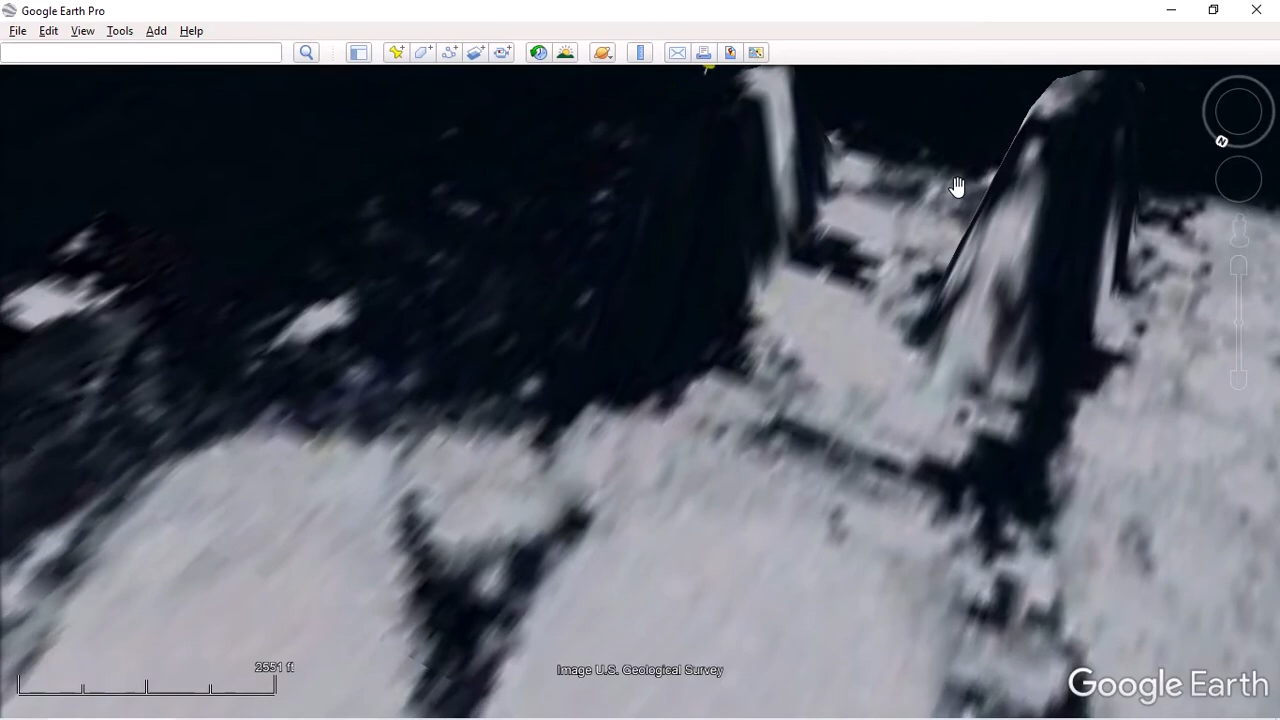 Google Earth Pro
File Edit View Tools Add Help
N
2551 ft
Image U.S. Geological Survey
Google Earth